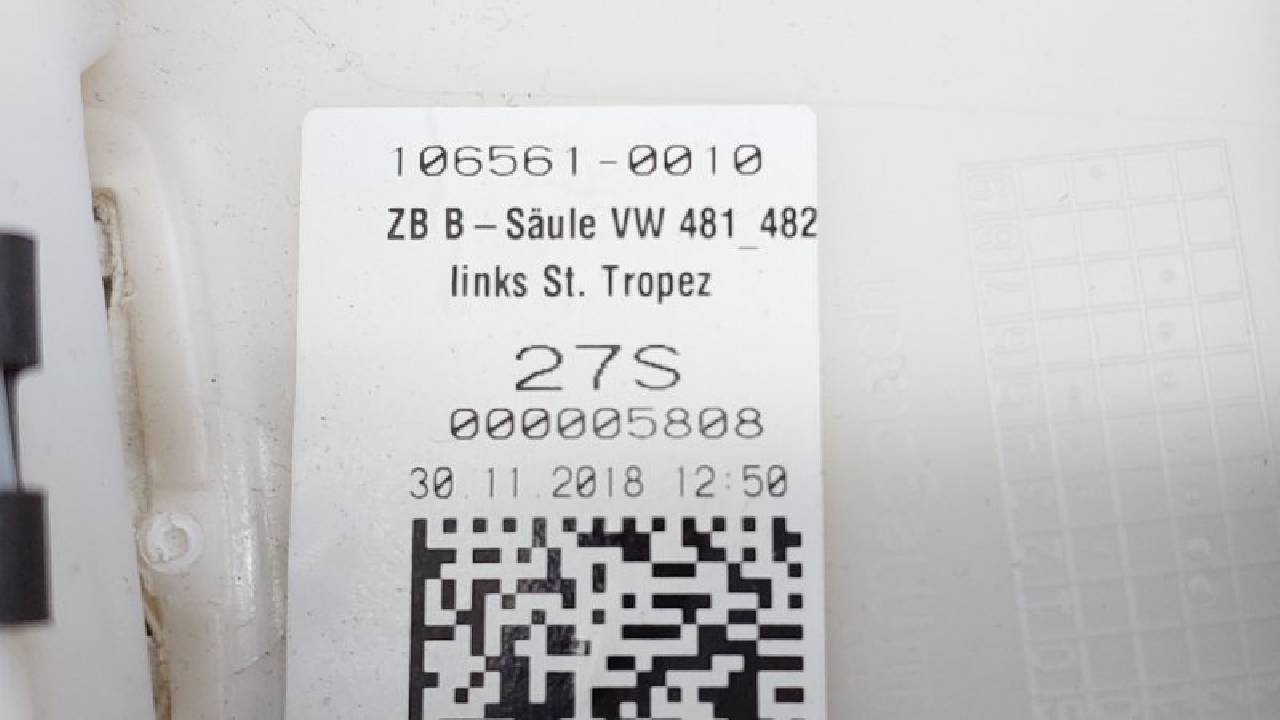 106561-0010
ZB B – Säule VW 481_482
links St. Tropez
27S
000005808
30.11.2018 12:50